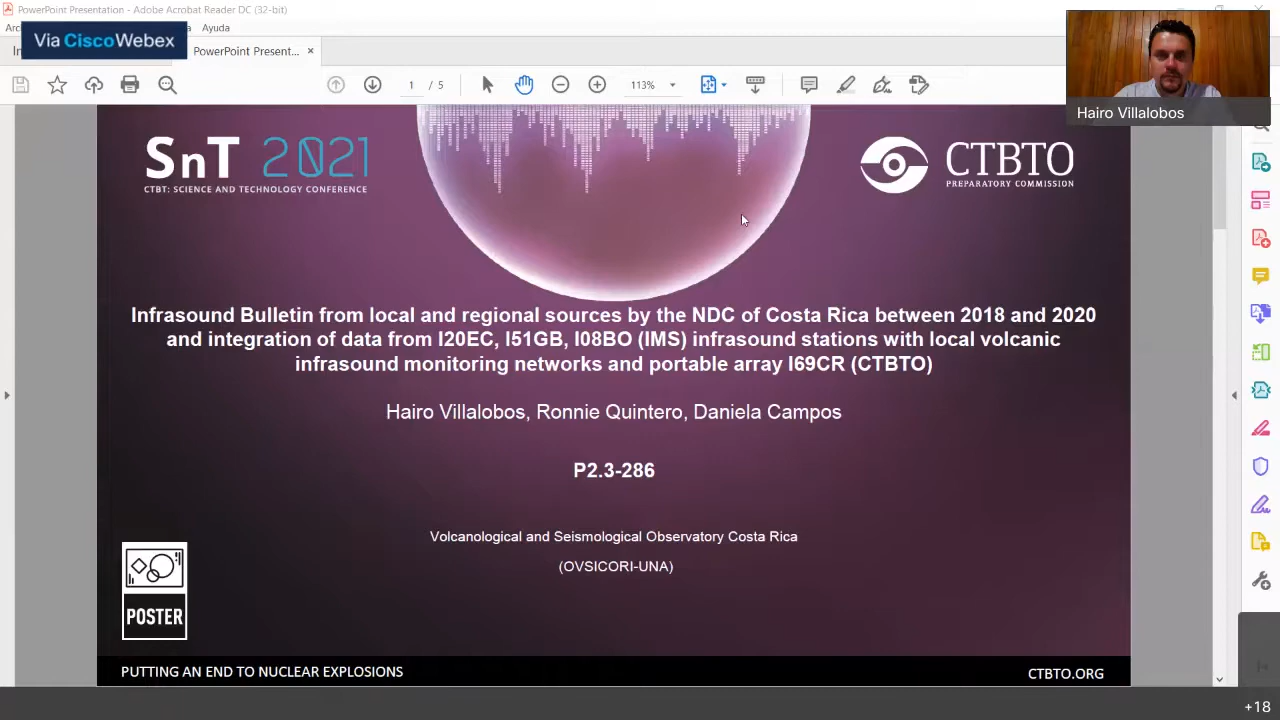 PowerPoint Presentation - Adobe Acrobat Reader DC (32-bit)
Ayuda
Via CiscoWebex
PowerPoint Present... ×
1 / 5
113%
Hairo Villalobos
SnT 2021
CTBT: SCIENCE AND TECHNOLOGY CONFERENCE
CTBTO
PREPARATORY COMMISSION
Infrasound Bulletin from local and regional sources by the NDC of Costa Rica between 2018 and 2020
and integration of data from I20EC, I51GB, I08BO (IMS) infrasound stations with local volcanic
infrasound monitoring networks and portable array I69CR (CTBTO)
Hairo Villalobos, Ronnie Quintero, Daniela Campos
P2.3-286
Volcanological and Seismological Observatory Costa Rica
(OVSICORI-UNA)
POSTER
PUTTING AN END TO NUCLEAR EXPLOSIONS
CTBTO.ORG
+18